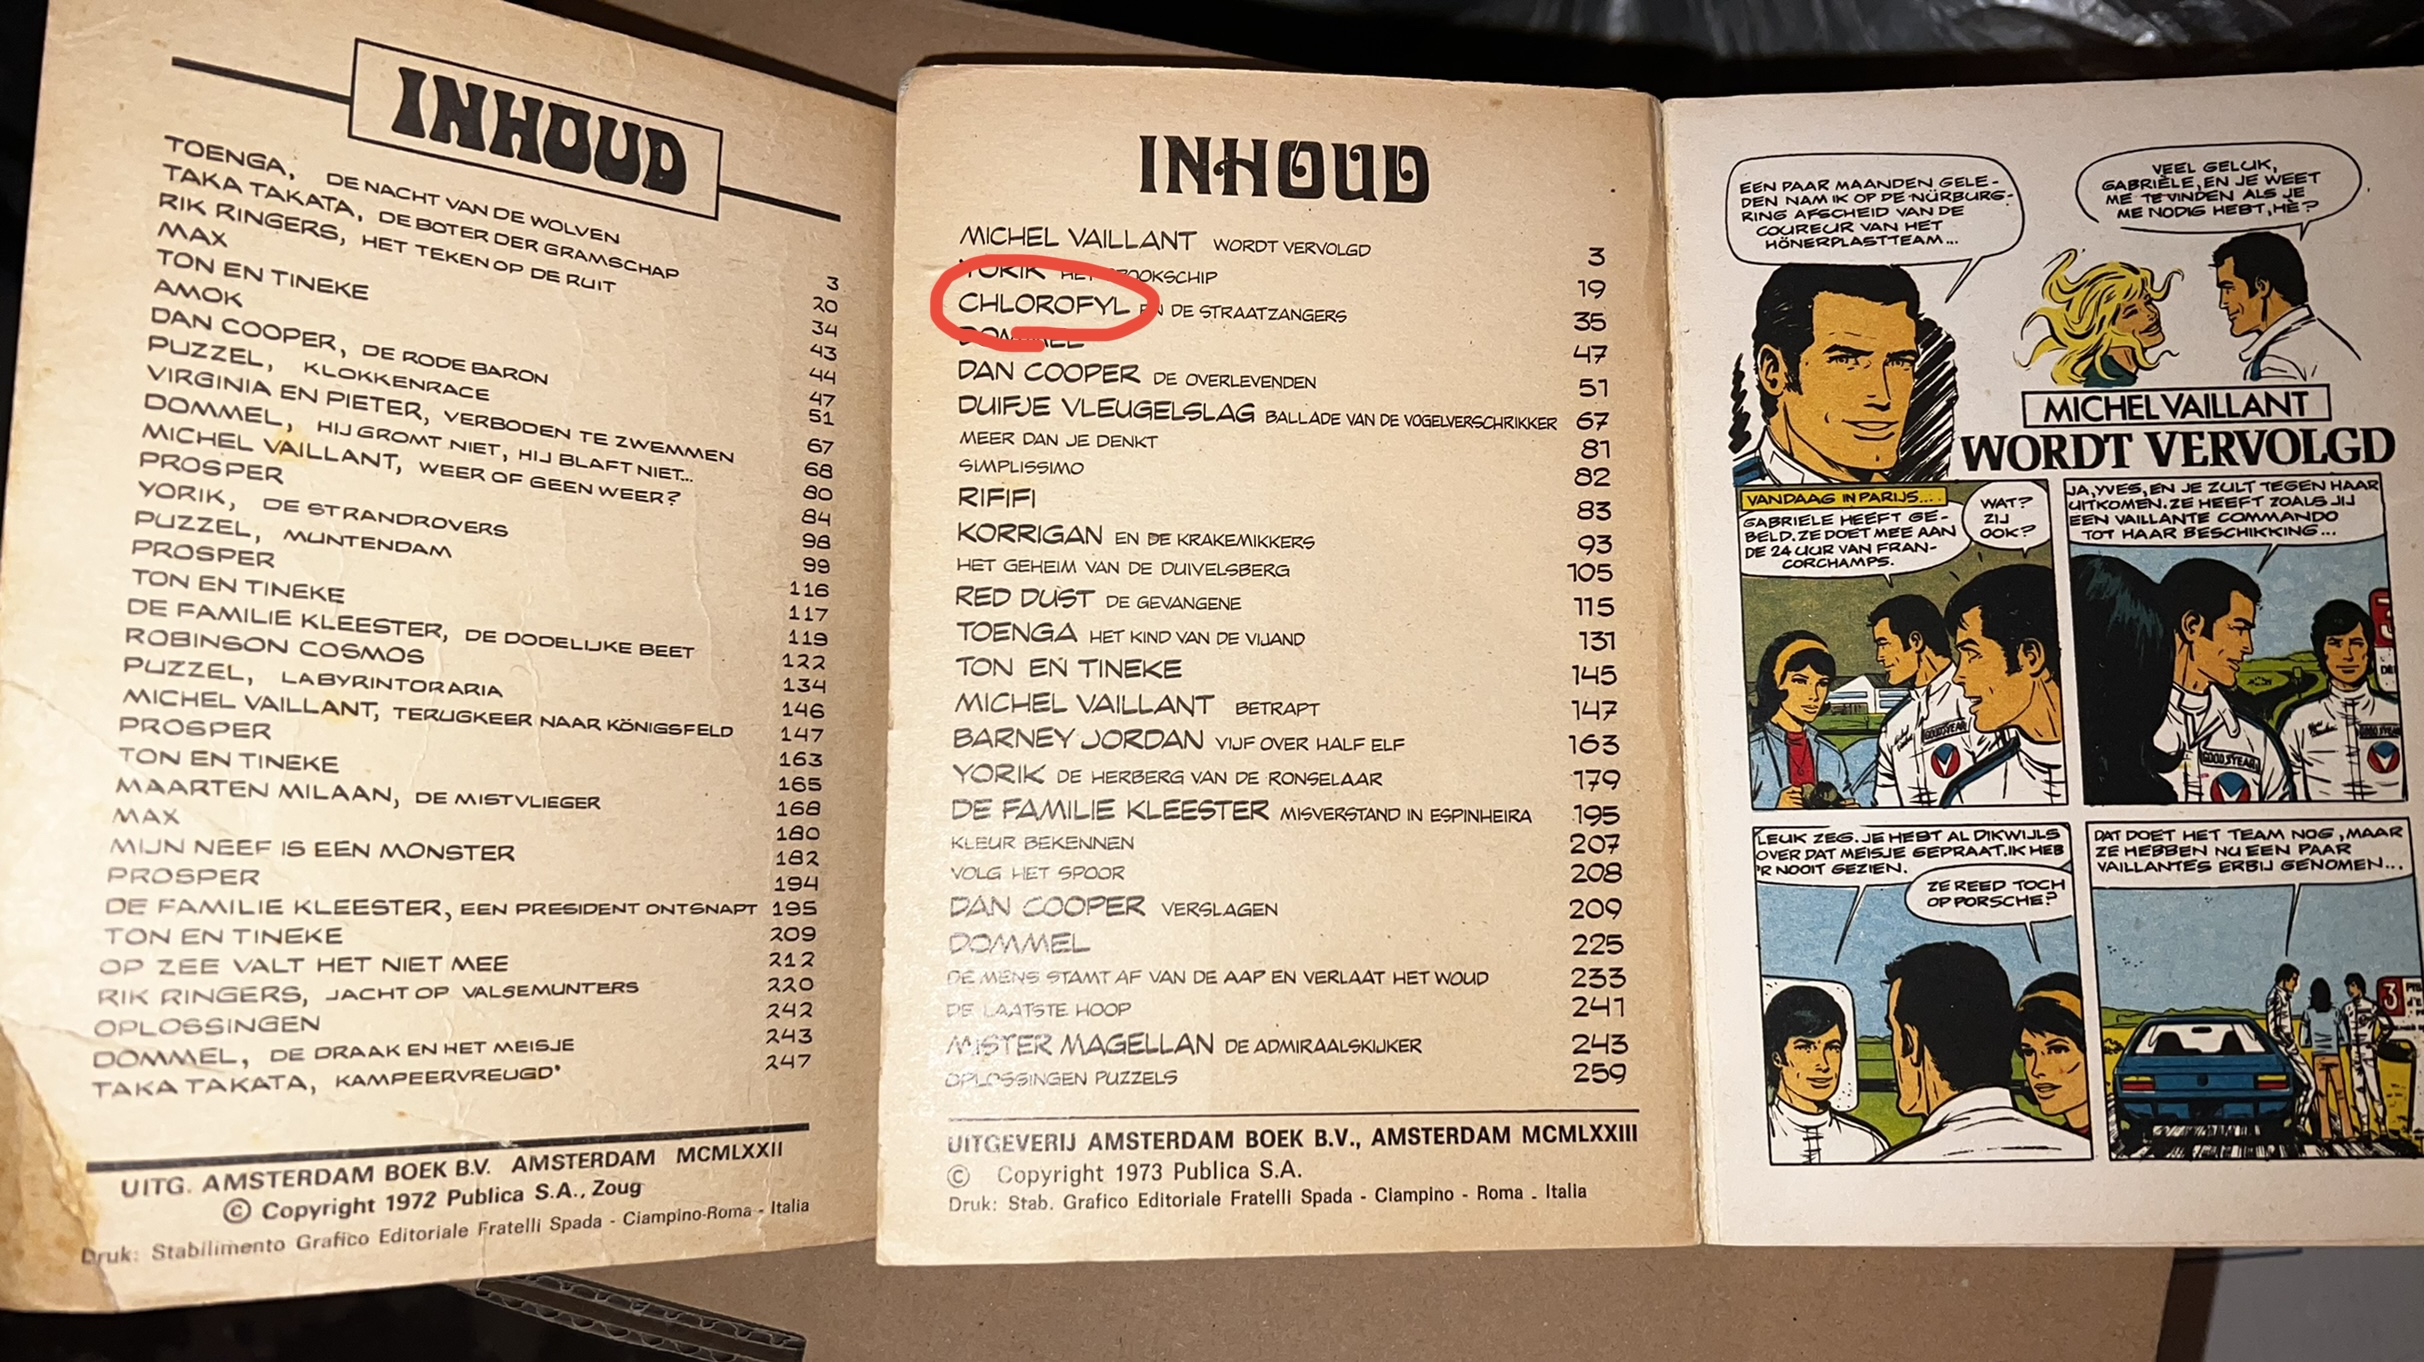 INHOUD
TOENGA, DE NACHT VAN DE WOLVEN 3
TAKA TAKATA, DE BOTER DER GRAMSCHAP 20
RIK RINGERS, HET TEKEN OP DE RUIT 34
MAX 43
TON EN TINEKE 44
AMOK 47
DAN COOPER, DE RODE BARON 51
PUZZEL, KLOKKENRACE 67
VIRGINIA EN PIETER, VERBODEN TE ZWEMMEN 68
DOMMEL, HIJ GROMT NIET, HIJ BLAFT NIET... 80
MICHEL VAILLANT, WEER OF GEEN WEER? 84
PROSPER 98
YORIK, DE STRANDROVERS 99
PUZZEL, MUNTENDAM 116
PROSPER 117
TON EN TINEKE 119
DE FAMILIE KLEESTER, DE DODELIJKE BEET 122
ROBINSON COSMOS 134
PUZZEL, LABYRINTORARIA 146
MICHEL VAILLANT, TERUGKEER NAAR KÖNIGSFELD 147
PROSPER 163
TON EN TINEKE 165
MAARTEN MILAAN, DE MISTVLIEGER 168
MAX 180
MIJN NEEF IS EEN MONSTER 182
PROSPER 194
DE FAMILIE KLEESTER, EEN PRESIDENT ONTSNAPT 195
TON EN TINEKE 209
OP ZEE VALT HET NIET MEE 212
RIK RINGERS, JACHT OP VALSEMUNTERS 220
OPLOSSINGEN 242
DOMMEL, DE DRAAK EN HET MEISJE 243
TAKA TAKATA, KAMPEERVREUGD' 247
UITG. AMSTERDAM BOEK B.V. AMSTERDAM MCMLXXII
© Copyright 1972 Publica S.A., Zoug
Druk: Stabilimento Grafico Editoriale Fratelli Spada - Ciampino-Roma - Italia
INHOUD
MICHEL VAILLANT WORDT VERVOLGD 3
YORIK HET SPOOKSCHIP 19
CHLOROFYL EN DE STRAATZANGERS 35
DOMMEL 47
DAN COOPER DE OVERLEVENDEN 51
DUIFJE VLEUGELSLAG BALLADE VAN DE VOGELVERSCHRIKKER 67
MEER DAN JE DENKT 81
SIMPLISSIMO 82
RIFIFI 83
KORRIGAN EN DE KRAKEMIKKERS 93
HET GEHEIM VAN DE DUIVELSBERG 105
RED DUST DE GEVANGENE 115
TOENGA HET KIND VAN DE VIJAND 131
TON EN TINEKE 145
MICHEL VAILLANT BETRAPT 147
BARNEY JORDAN VIJF OVER HALF ELF 163
YORIK DE HERBERG VAN DE RONSELAAR 179
DE FAMILIE KLEESTER MISVERSTAND IN ESPINHEIRA 195
KLEUR BEKENNEN 207
VOLG HET SPOOR 208
DAN COOPER VERSLAGEN 209
DOMMEL 225
DE MENS STAMT AF VAN DE AAP EN VERLAAT HET WOUD 233
DE LAATSTE HOOP 241
MISTER MAGELLAN DE ADMIRAALSKIJKER 243
OPLOSSINGEN PUZZELS 259
UITGEVERIJ AMSTERDAM BOEK B.V., AMSTERDAM MCMLXXIII
© Copyright 1973 Publica S.A.
Druk: Stab. Grafico Editoriale Fratelli Spada - Ciampino - Roma - Italia
EEN PAAR MAANDEN GELE-
DEN NAM IK OP DE NÜRBURG-
RING AFSCHEID VAN DE
COUREUR VAN HET
HÖNERPLASTTEAM...
VEEL GELUK,
GABRIËLE, EN JE WEET
ME TE VINDEN ALS JE
ME NODIG HEBT, HÈ?
MICHEL VAILLANT
WORDT VERVOLGD
VANDAAG IN PARIJS....
GABRIELE HEEFT GE-
BELD. ZE DOET MEE AAN
DE 24 UUR VAN FRAN-
CORCHAMPS.
WAT?
ZIJ
OOK?
GOODYEAR
JA, YVES, EN JE ZULT TEGEN HAAR
UITKOMEN. ZE HEEFT ZOALS JIJ
EEN VAILLANTE COMMANDO
TOT HAAR BESCHIKKING...
GOODYEAR
3
LEUK ZEG. JE HEBT AL DIKWIJLS
OVER DAT MEISJE GEPRAAT. IK HEB
'R NOOIT GEZIEN.
ZE REED TOCH
OP PORSCHE?
DAT DOET HET TEAM NOG, MAAR
ZE HEBBEN NU EEN PAAR
VAILLANTES ERBIJ GENOMEN...
3